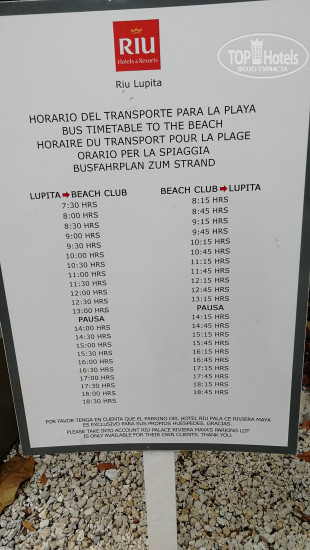 RIU
Hotels & Resorts
TOPHotels
ФОТО ТУРИСТА
Riu Lupita
HORARIO DEL TRANSPORTE PARA LA PLAYA
BUS TIMETABLE TO THE BEACH
HORAIRE DU TRANSPORT POUR LA PLAGE
ORARIO PER LA SPIAGGIA
BUSFAHRPLAN ZUM STRAND
LUPITA ➡ BEACH CLUB
7:30 HRS
8:00 HRS
8:30 HRS
9:00 HRS
9:30 HRS
10:00 HRS
10:30 HRS
11:00 HRS
11:30 HRS
12:00 HRS
12:30 HRS
13:00 HRS
PAUSA
14:00 HRS
14:30 HRS
15:00 HRS
15:30 HRS
16:00 HRS
16:30 HRS
17:00 HRS
17:30 HRS
18:00 HRS
18:30 HRS
BEACH CLUB ➡ LUPITA
8:15 HRS
8:45 HRS
9:15 HRS
9:45 HRS
10:15 HRS
10:45 HRS
11:15 HRS
11:45 HRS
12:15 HRS
12:45 HRS
13:15 HRS
PAUSA
14:15 HRS
14:45 HRS
15:15 HRS
15:45 HRS
16:15 HRS
16:45 HRS
17:15 HRS
17:45 HRS
18:15 HRS
18:45 HRS
POR FAVOR TENGA EN CUENTA QUE EL PARKING DEL HOTEL RIU PALA CE RIVIERA MAYA
ES EXCLUSIVO PARA SUS PROPIOS HUESPEDES. GRACIAS.
PLEASE TAKE INTO ACCOUNT RIU PALACE RIVIERA MAYA'S PARKING LOT
IS ONLY AVAILABLE FOR THEIR OWN CLIENTS. THANK YOU.